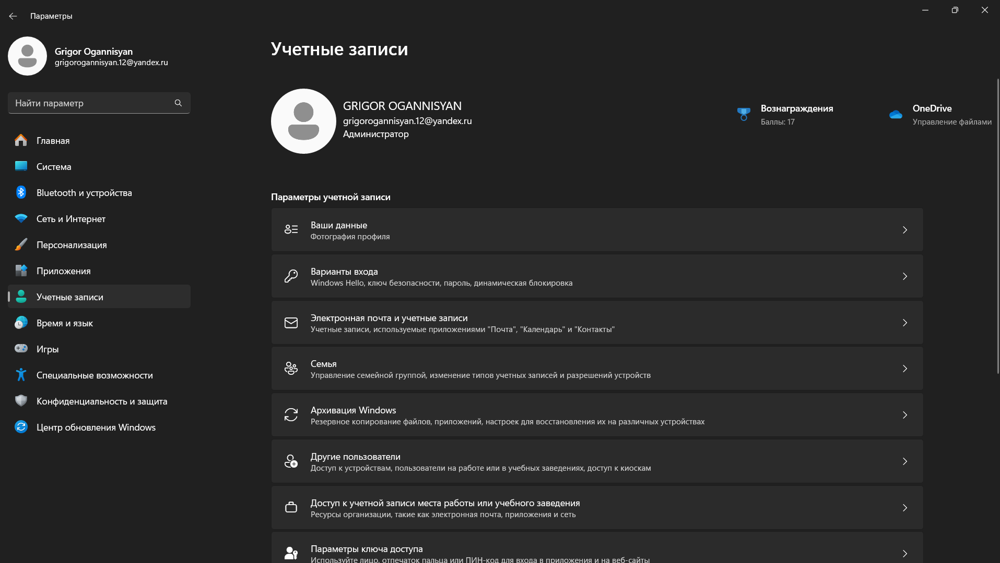 Параметры
Grigor Ogannisyan
grigorogannisyan.12@yandex.ru
Найти параметр
Главная
Система
Bluetooth и устройства
Сеть и Интернет
Персонализация
Приложения
Учетные записи
Время и язык
Игры
Специальные возможности
Конфиденциальность и защита
Центр обновления Windows
Учетные записи
GRIGOR OGANNISYAN
grigorogannisyan.12@yandex.ru
Администратор
Вознаграждения
Баллы: 17
OneDrive
Управление файлами
Параметры учетной записи
Ваши данные
Фотография профиля
Варианты входа
Windows Hello, ключ безопасности, пароль, динамическая блокировка
Электронная почта и учетные записи
Учетные записи, используемые приложениями "Почта", "Календарь" и "Контакты"
Семья
Управление семейной группой, изменение типов учетных записей и разрешений устройств
Архивация Windows
Резервное копирование файлов, приложений, настроек для восстановления их на различных устройствах
Другие пользователи
Доступ к устройствам, пользователи на работе или в учебных заведениях, доступ к киоскам
Доступ к учетной записи места работы или учебного заведения
Ресурсы организации, такие как электронная почта, приложения и сеть
Параметры ключа доступа
Используйте лицо, отпечаток пальца или ПИН-код для входа в приложения и на веб-сайты